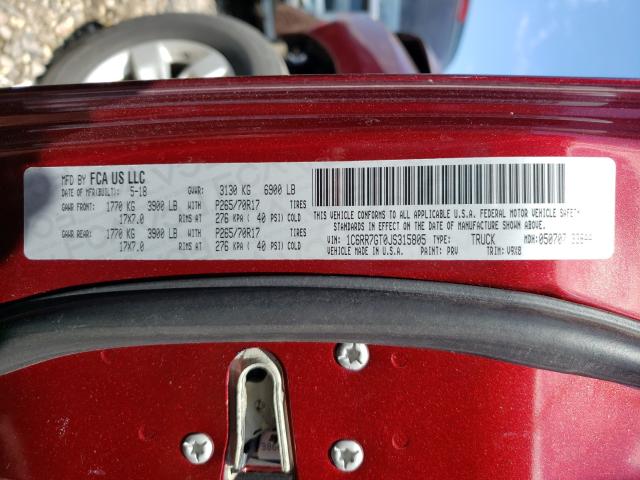 MFD BY FCA US LLC
DATE OF MFR(BUILT): 5-18 GVWR: 3130 KG 6900 LB
GAWR FRONT: 1770 KG 3900 LB WITH P265/70R17 TIRES
17X7.0 RIMS AT 276 KPA ( 40 PSI) COLD
GAWR REAR: 1770 KG 3900 LB WITH P265/70R17 TIRES
17X7.0 RIMS AT 276 KPA ( 40 PSI) COLD
THIS VEHICLE CONFORMS TO ALL APPLICABLE U.S.A. FEDERAL MOTOR VEHICLE SAFETY
STANDARDS IN EFFECT ON THE DATE OF MANUFACTURE SHOWN ABOVE.
VIN: 1C6RR7GT0JS315805 TYPE: TRUCK MDH: 050707
VEHICLE MADE IN U.S.A. PAINT: PRV TRIM: V9X8